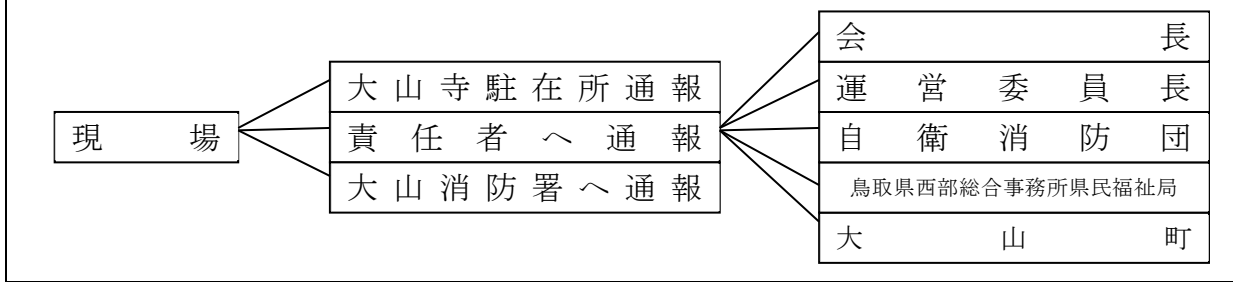 現場
大山寺駐在所通報
責任者へ通報
大山消防署へ通報
会長
運営委員長
自衛消防団
鳥取県西部総合事務所県民福祉局
大山町